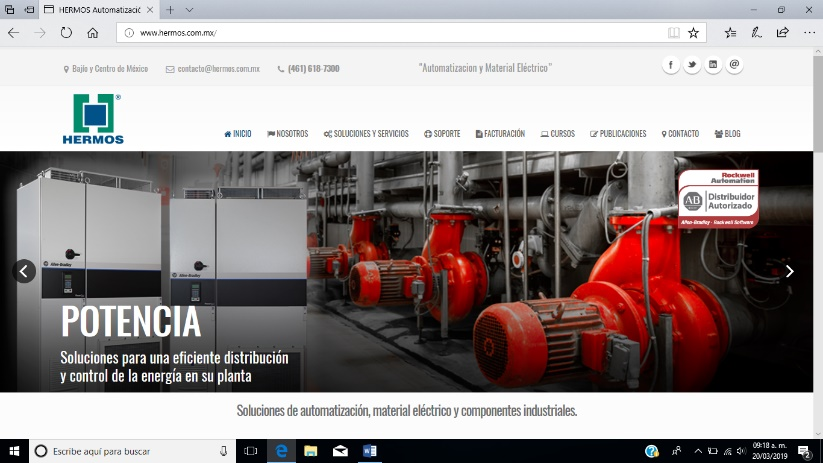 HERMOS Automatizació
www.hermos.com.mx/
Bajío y Centro de México
contacto@hermos.com.mx
(461) 618-7300
"Automatizacion y Material Eléctrico"
HERMOS
INICIO
NOSOTROS
SOLUCIONES Y SERVICIOS
SOPORTE
FACTURACIÓN
CURSOS
PUBLICACIONES
CONTACTO
BLOG
Rockwell
Automation
AB
Distribuidor
Autorizado
Allen-Bradley · Rockwell Software
Allen-Bradley
Allen-Bradley
POTENCIA
Soluciones para una eficiente distribución
y control de la energía en su planta
Soluciones de automatización, material eléctrico y componentes industriales.
Escribe aquí para buscar
09:18 a. m.
20/03/2019
2